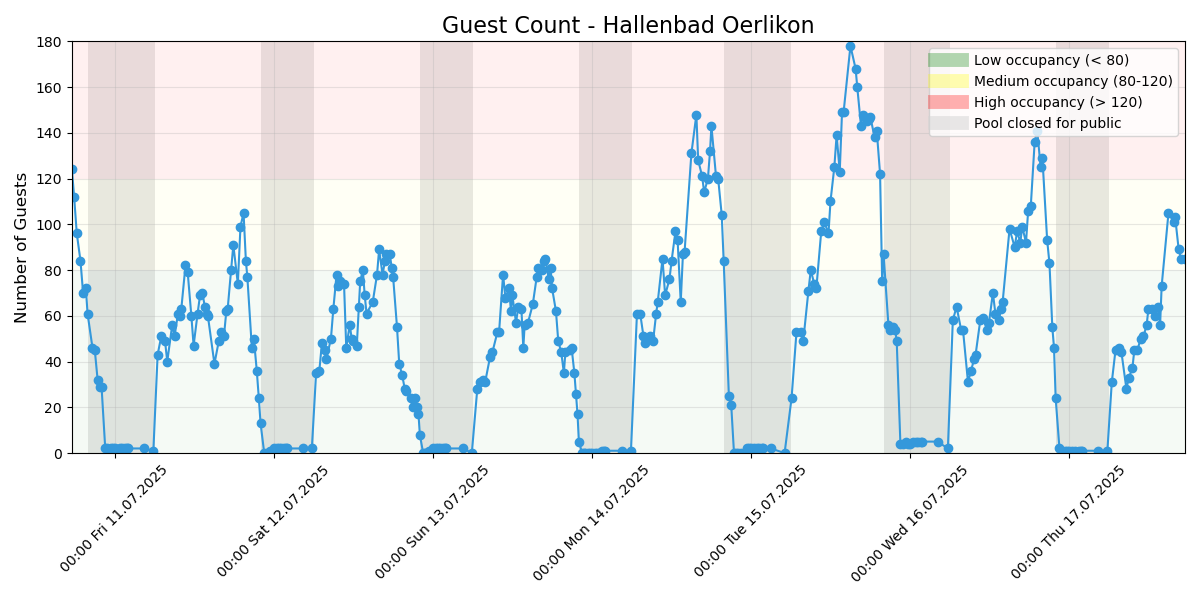 Guest Count - Hallenbad Oerlikon
Number of Guests
180
160
140
120
100
80
60
40
20
0
Low occupancy (< 80)
Medium occupancy (80-120)
High occupancy (> 120)
Pool closed for public
00:00 Fri 11.07.2025
00:00 Sat 12.07.2025
00:00 Sun 13.07.2025
00:00 Mon 14.07.2025
00:00 Tue 15.07.2025
00:00 Wed 16.07.2025
00:00 Thu 17.07.2025